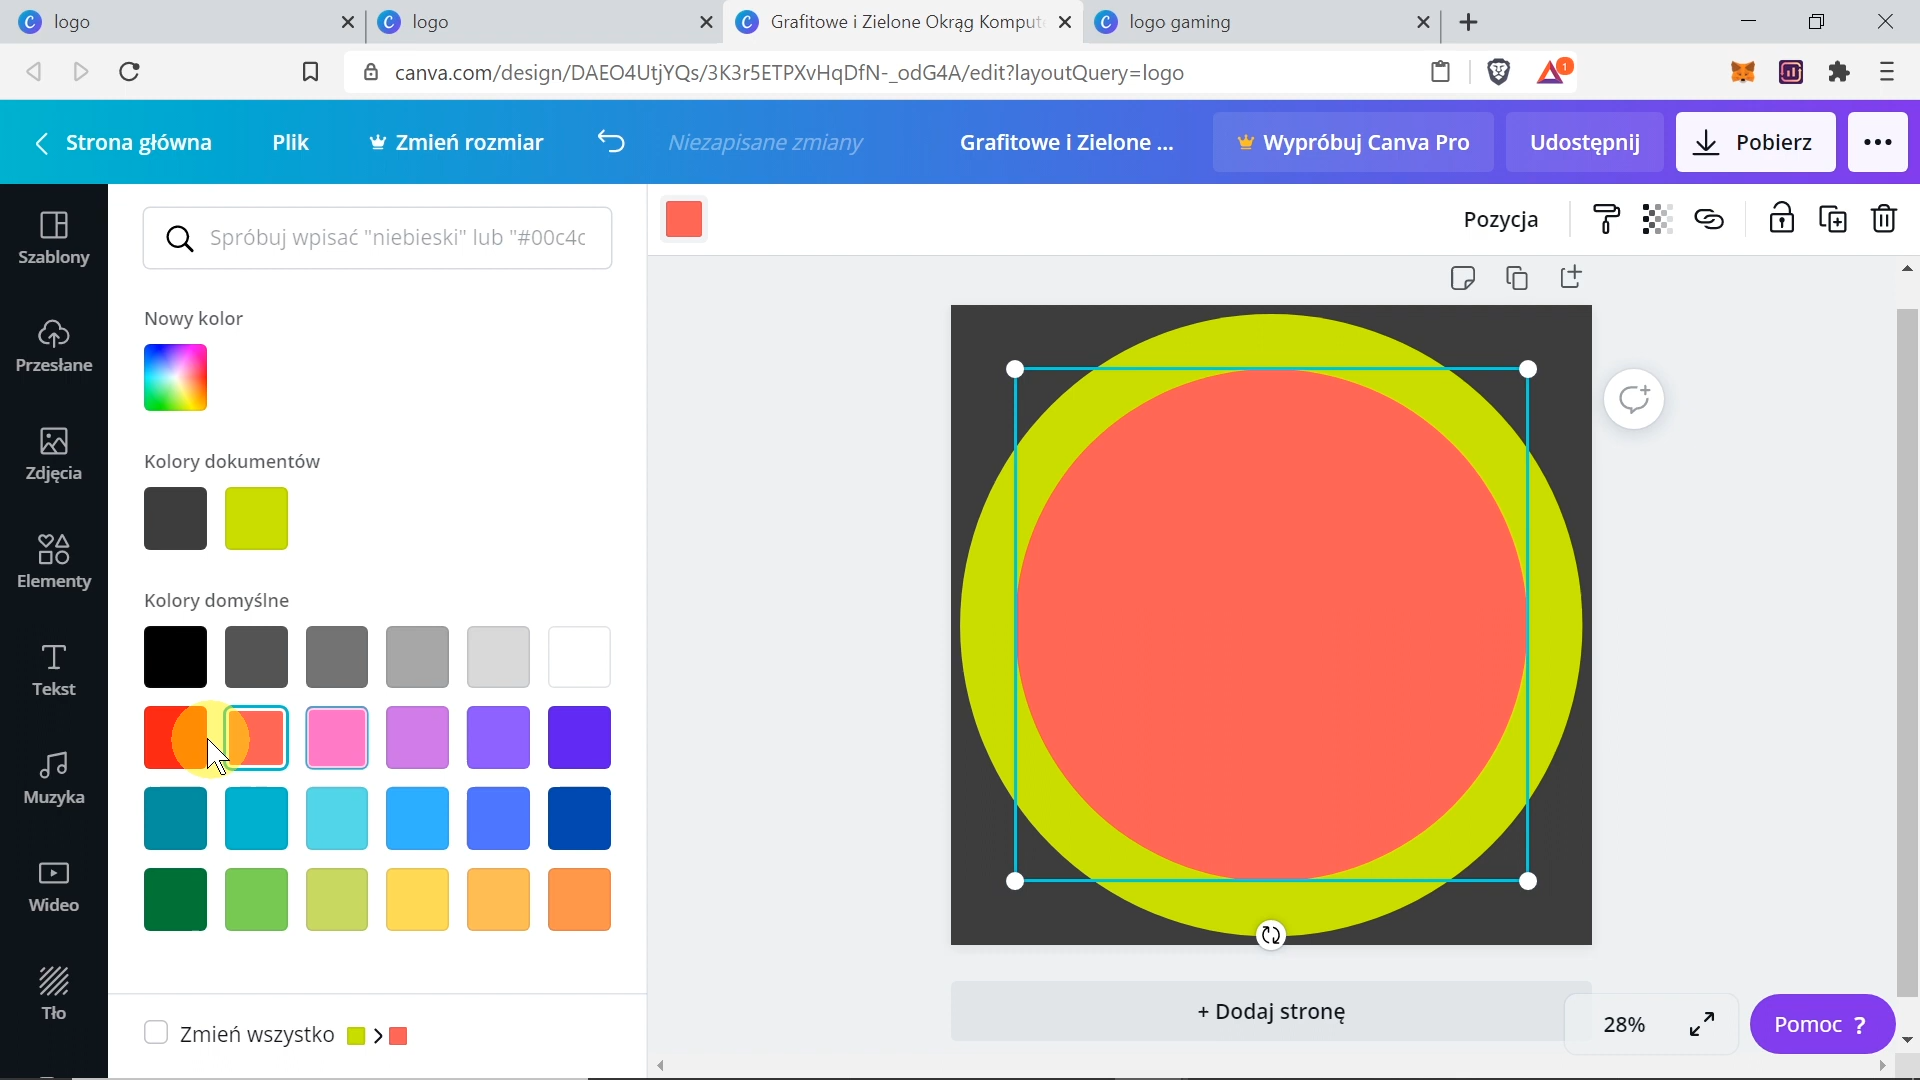 logo
logo
Grafitowe i Zielone Okrąg Kompute
logo gaming
canva.com/design/DAEO4UtjYQs/3K3r5ETPXvHqDfN-_odG4A/edit?layoutQuery=logo
1
Strona główna
Plik
Zmień rozmiar
Niezapisane zmiany
Grafitowe i Zielone ...
Wypróbuj Canva Pro
Udostępnij
Pobierz
Szablony
Przesłane
Zdjęcia
Elementy
Tekst
Muzyka
Wideo
Tło
Spróbuj wpisać "niebieski" lub "#00c4c
Nowy kolor
Kolory dokumentów
Kolory domyślne
Zmień wszystko
Pozycja
+ Dodaj stronę
28%
Pomoc ?